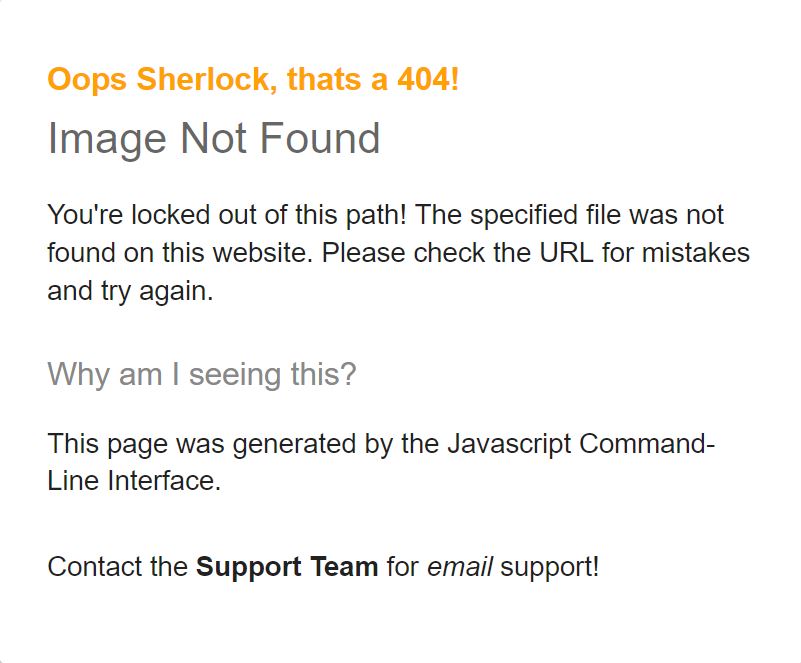 Oops Sherlock, thats a 404!
Image Not Found
You're locked out of this path! The specified file was not
found on this website. Please check the URL for mistakes
and try again.
Why am I seeing this?
This page was generated by the Javascript Command-
Line Interface.
Contact the Support Team for email support!